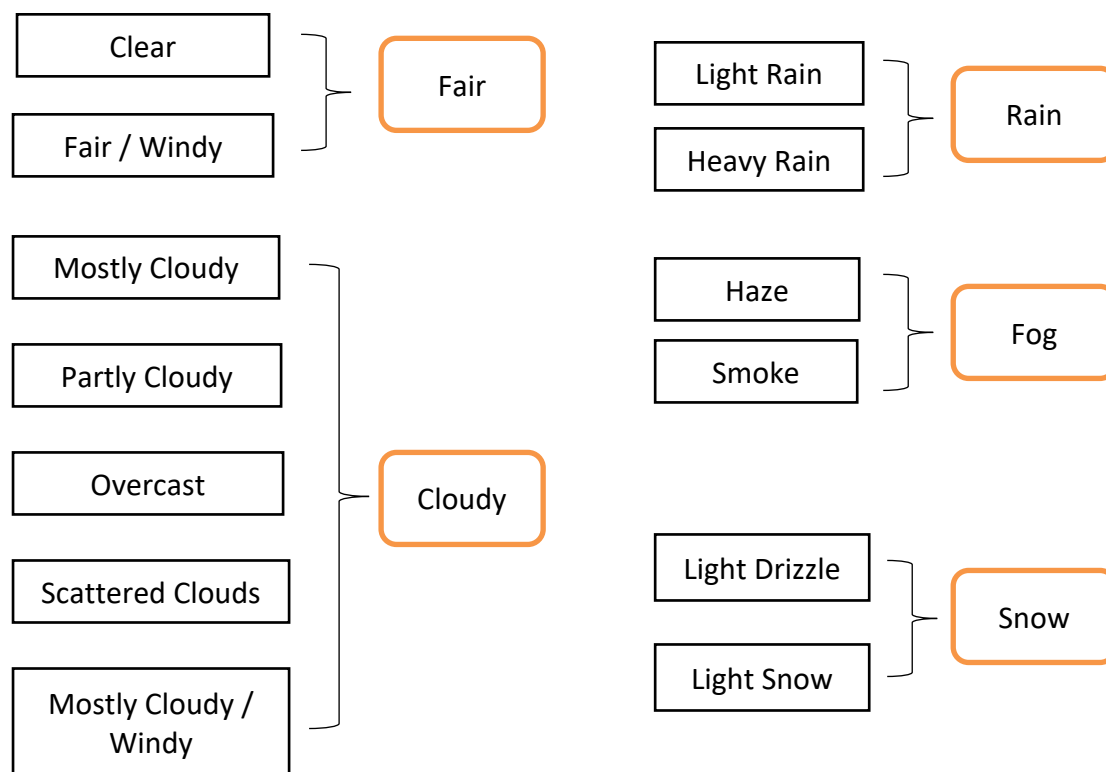 Clear
Fair / Windy
Fair
Mostly Cloudy
Partly Cloudy
Overcast
Scattered Clouds
Mostly Cloudy /
Windy
Cloudy
Light Rain
Heavy Rain
Rain
Haze
Smoke
Fog
Light Drizzle
Light Snow
Snow